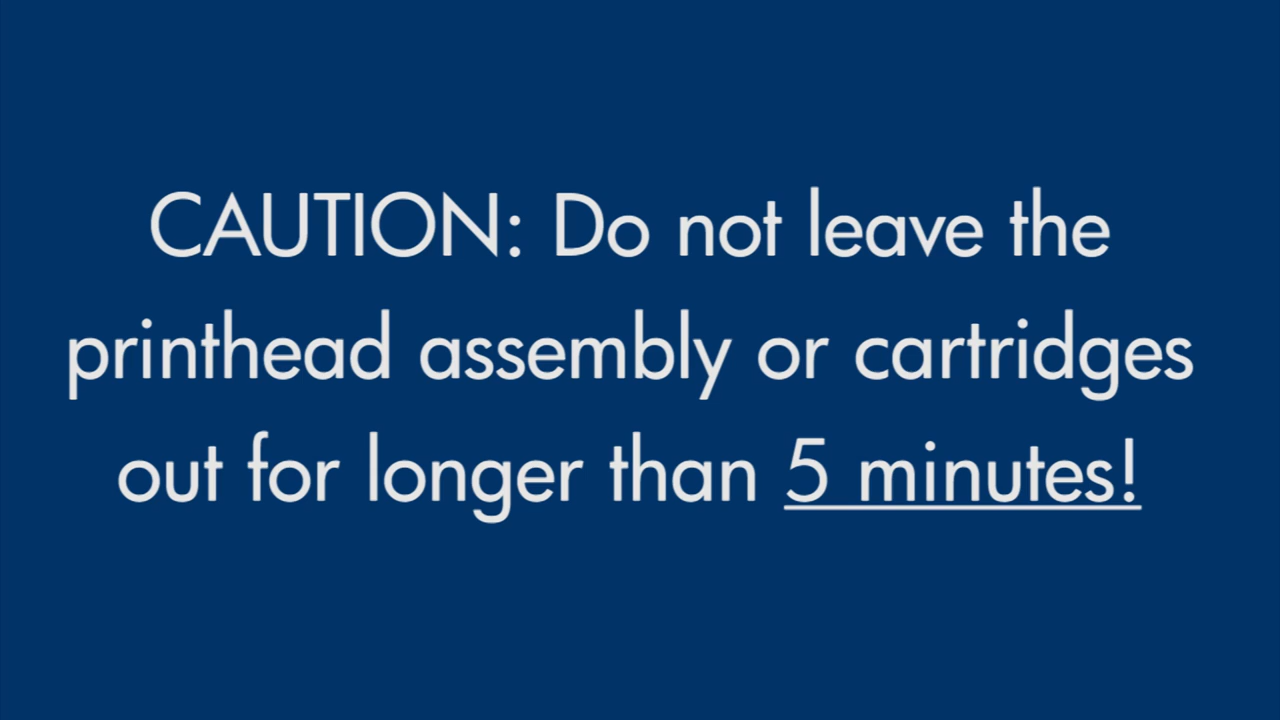 CAUTION: Do not leave the
printhead assembly or cartridges
out for longer than 5 minutes!